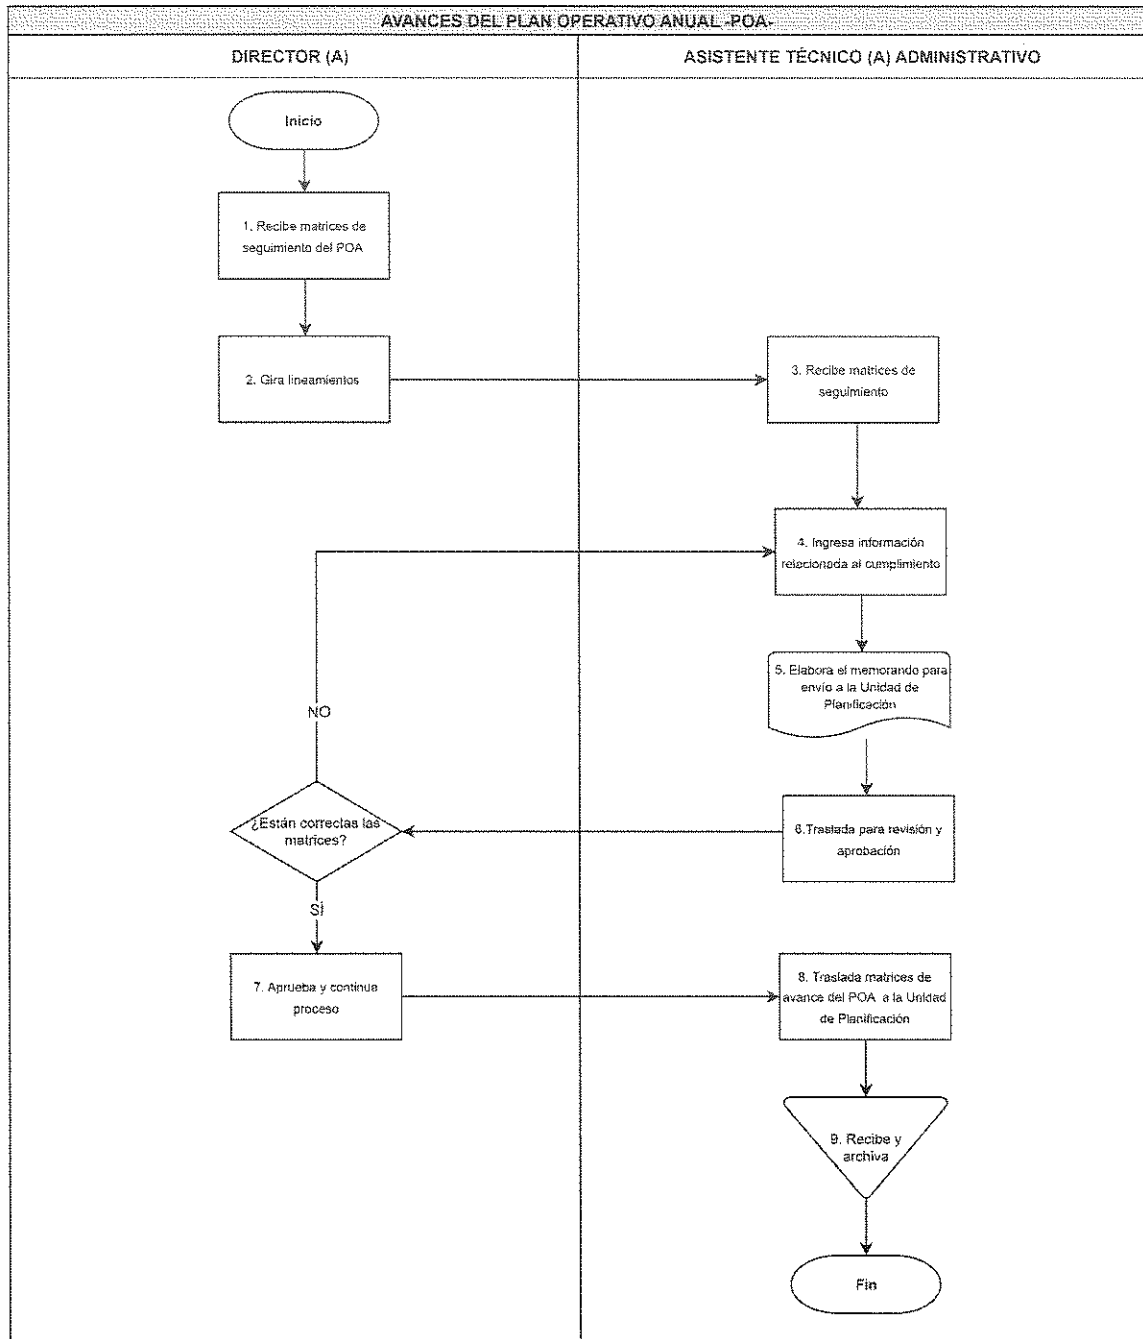 AVANCES DEL PLAN OPERATIVO ANUAL -POA-
DIRECTOR (A)
ASISTENTE TÉCNICO (A) ADMINISTRATIVO
Inicio
1. Recibe matrices de
seguimiento del POA
2. Gira lineamientos
3. Recibe matrices de
seguimiento
4. Ingresa información
relacionada al cumplimiento
5. Elabora el memorando para
envío a la Unidad de
Planificación
NO
¿Están correctas las
matrices?
6.Traslada para revisión y
aprobación
SÍ
7. Aprueba y continua
proceso
8. Traslada matrices de
avance del POA a la Unidad
de Planificación
9. Recibe y
archiva
Fin